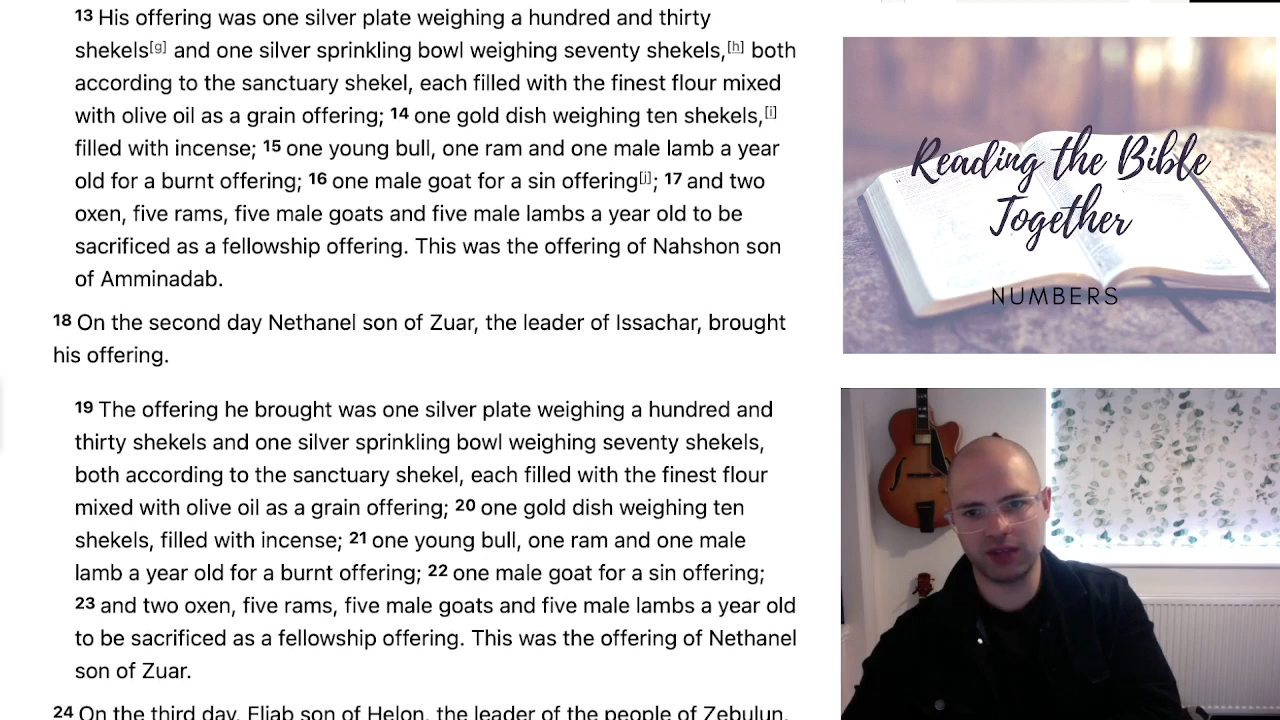 13 His offering was one silver plate weighing a hundred and thirty
shekels[g] and one silver sprinkling bowl weighing seventy shekels,[h] both
according to the sanctuary shekel, each filled with the finest flour mixed
with olive oil as a grain offering; 14 one gold dish weighing ten shekels,[i]
filled with incense; 15 one young bull, one ram and one male lamb a year
old for a burnt offering; 16 one male goat for a sin offering[j]; 17 and two
oxen, five rams, five male goats and five male lambs a year old to be
sacrificed as a fellowship offering. This was the offering of Nahshon son
of Amminadab.
18 On the second day Nethanel son of Zuar, the leader of Issachar, brought
his offering.
19 The offering he brought was one silver plate weighing a hundred and
thirty shekels and one silver sprinkling bowl weighing seventy shekels,
both according to the sanctuary shekel, each filled with the finest flour
mixed with olive oil as a grain offering; 20 one gold dish weighing ten
shekels, filled with incense; 21 one young bull, one ram and one male
lamb a year old for a burnt offering; 22 one male goat for a sin offering;
23 and two oxen, five rams, five male goats and five male lambs a year old
to be sacrificed as a fellowship offering. This was the offering of Nethanel
son of Zuar.
24 On the third day, Eliab son of Helon, the leader of the people of Zebulun,
Reading the Bible
Together
NUMBERS